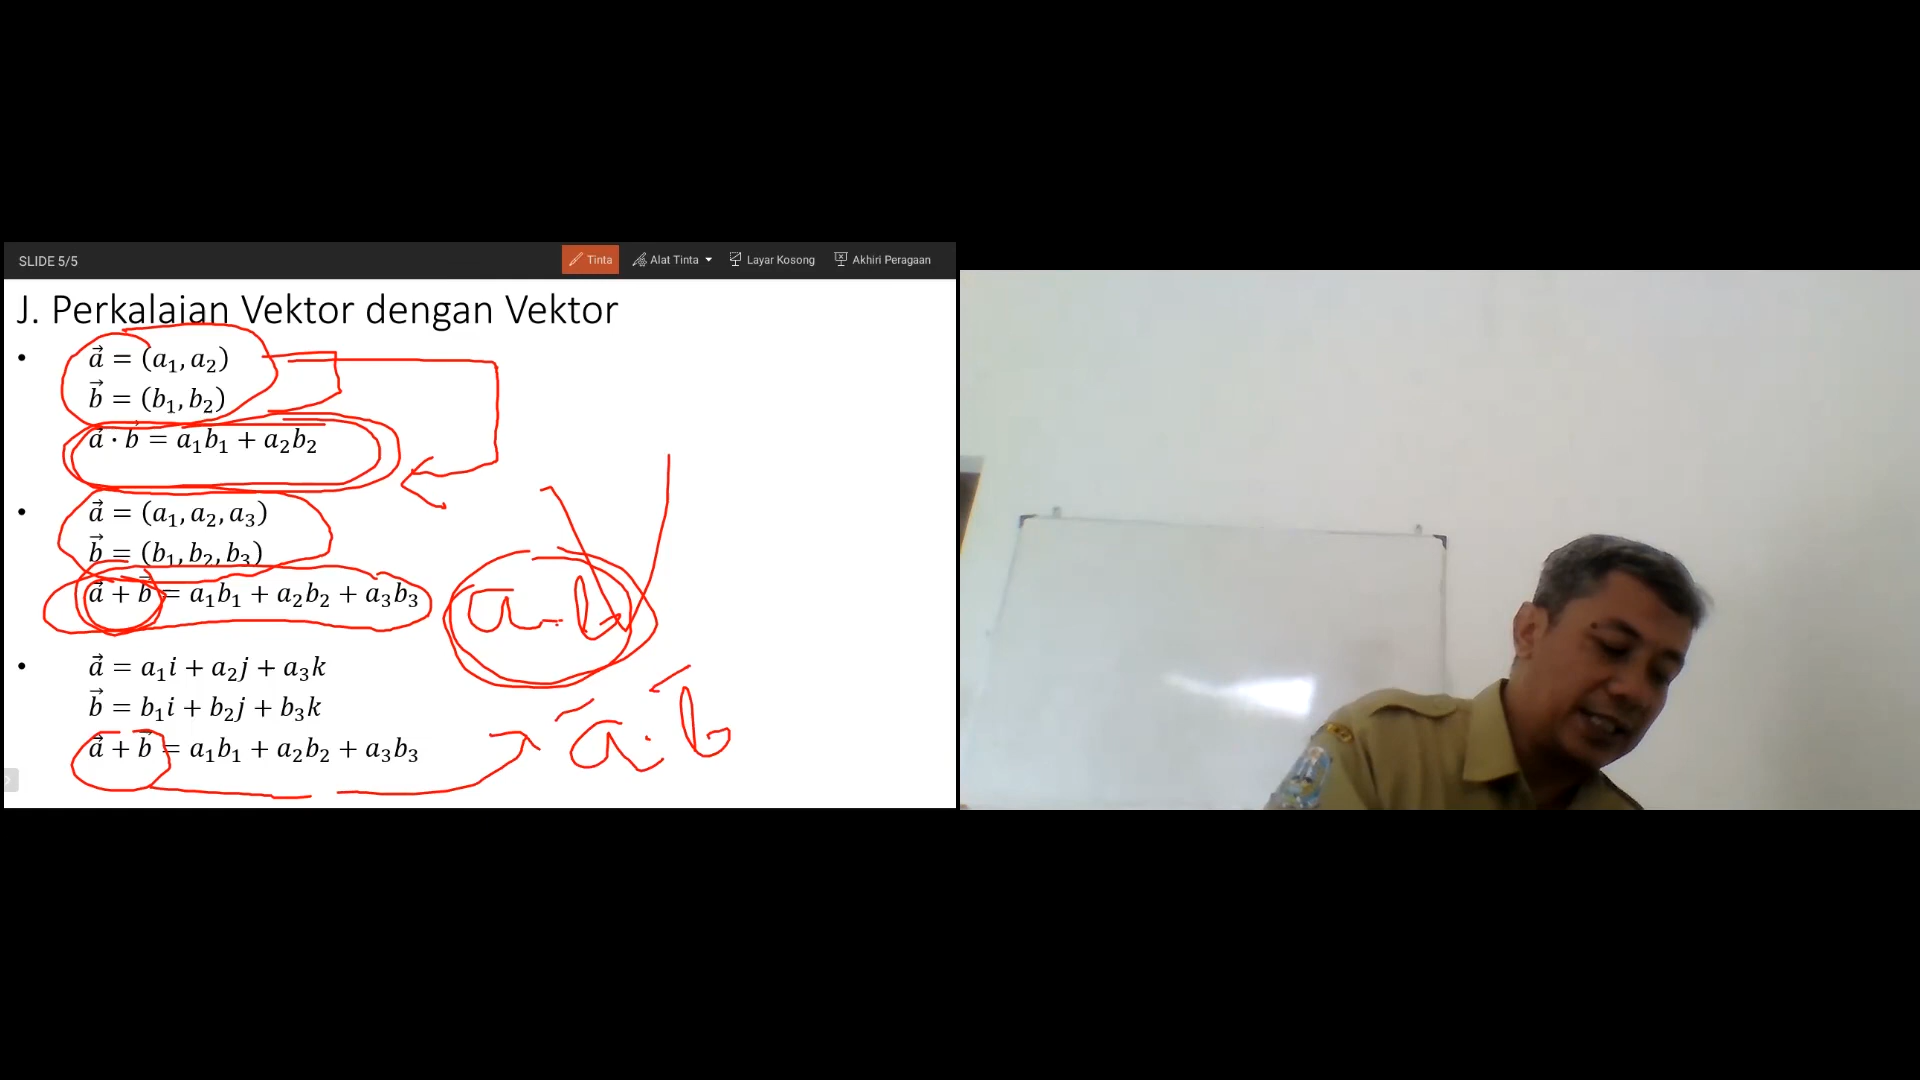 SLIDE 5/5
Tinta
Alat Tinta
Layar Kosong
Akhiri Peragaan
J. Perkalaian Vektor dengan Vektor
• a⃗ = (a₁, a₂)
b⃗ = (b₁, b₂)
a⃗ · b⃗ = a₁b₁ + a₂b₂
• a⃗ = (a₁, a₂, a₃)
b⃗ = (b₁, b₂, b₃)
a⃗ + b⃗ = a₁b₁ + a₂b₂ + a₃b₃
a · b
• a⃗ = a₁i + a₂j + a₃k
b⃗ = b₁i + b₂j + b₃k
a⃗ + b⃗ = a₁b₁ + a₂b₂ + a₃b₃
a̅ · b̅